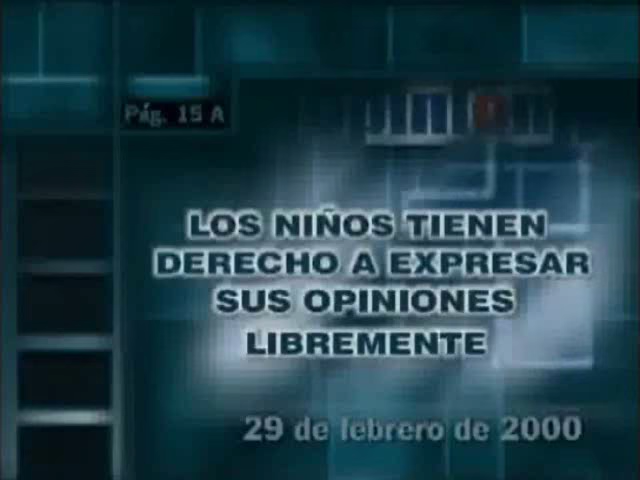 Pág. 15 A
LOS NIÑOS TIENEN
DERECHO A EXPRESAR
SUS OPINIONES
LIBREMENTE
29 de febrero de 2000